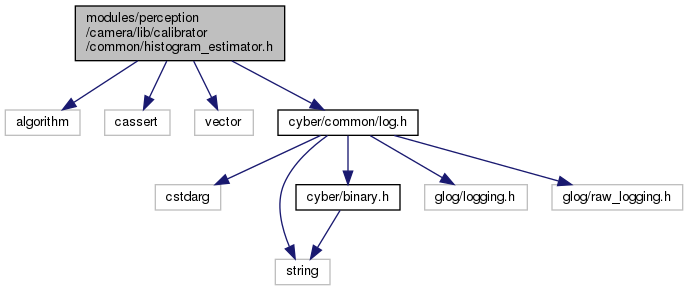 modules/perception
/camera/lib/calibrator
/common/histogram_estimator.h
algorithm
cassert
vector
cyber/common/log.h
cstdarg
cyber/binary.h
glog/logging.h
glog/raw_logging.h
string